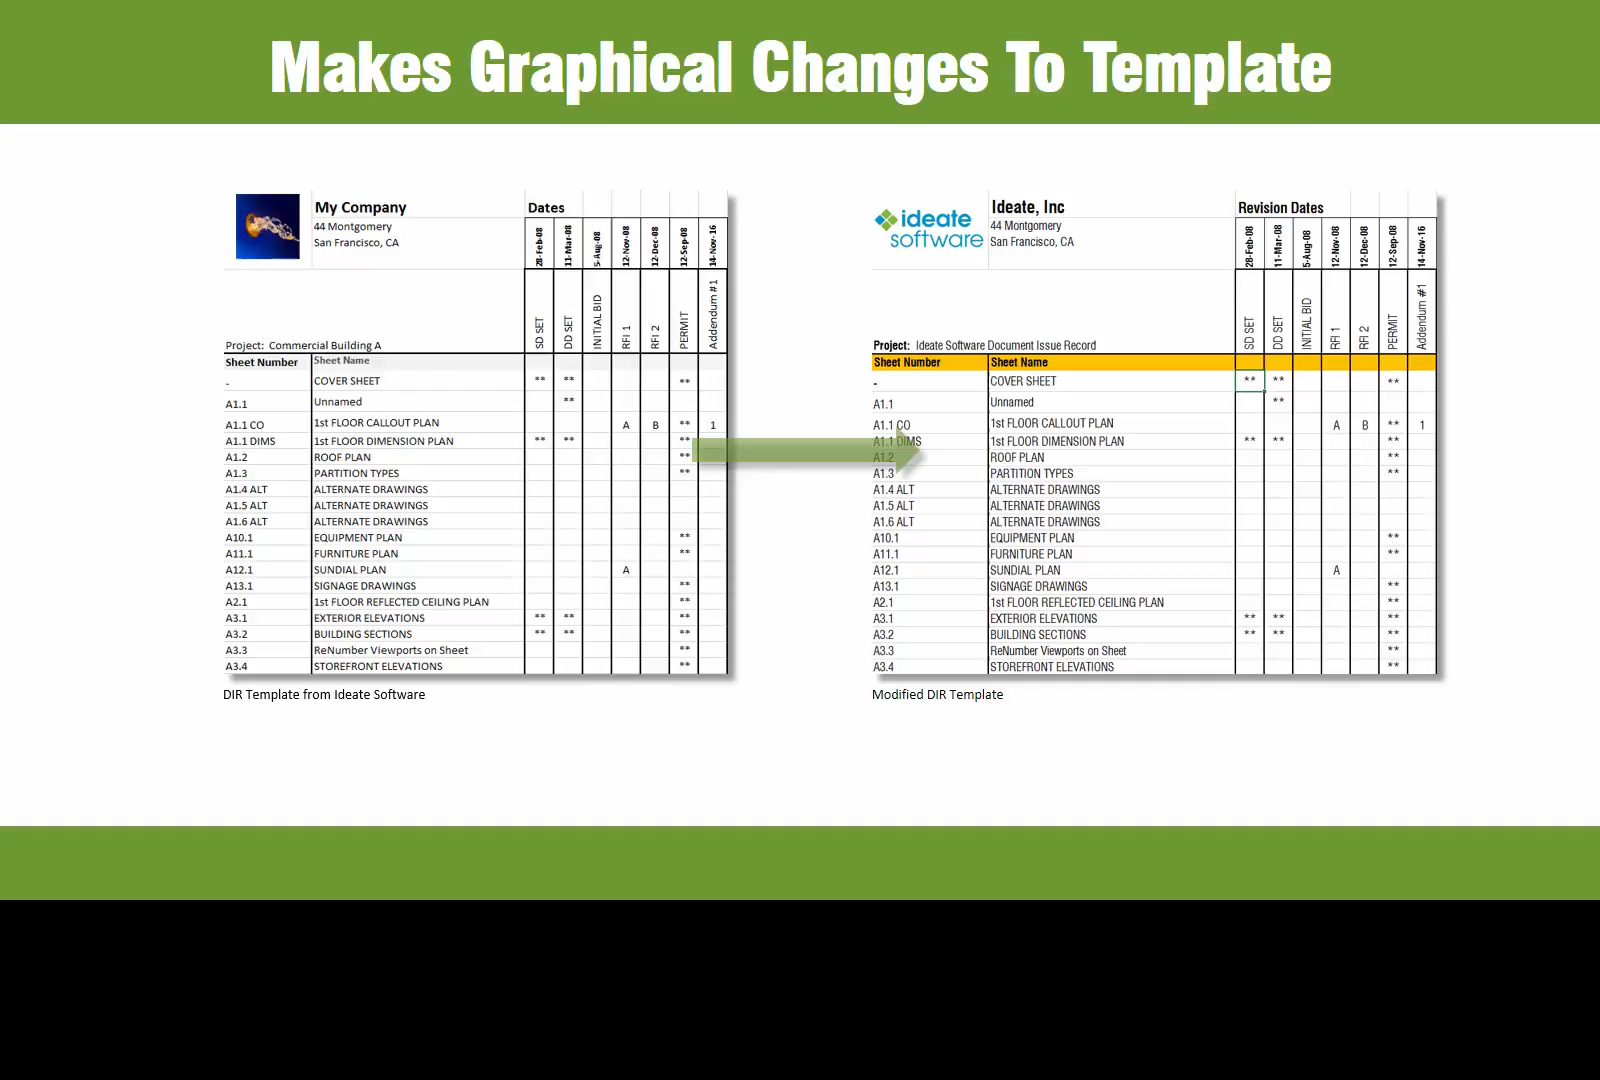 Makes Graphical Changes To Template
My Company
44 Montgomery
San Francisco, CA
Dates
28-Feb-08 11-Mar-08 5-Aug-08 12-Nov-08 12-Dec-08 12-Sep-08 14-Nov-16
SD SET DD SET INITIAL BID RFI 1 RFI 2 PERMIT Addendum #1
Project: Commercial Building A
Sheet Number Sheet Name
- COVER SHEET ** ** **
A1.1 Unnamed **
A1.1 CO 1st FLOOR CALLOUT PLAN A B ** 1
A1.1 DIMS 1st FLOOR DIMENSION PLAN ** ** **
A1.2 ROOF PLAN **
A1.3 PARTITION TYPES **
A1.4 ALT ALTERNATE DRAWINGS
A1.5 ALT ALTERNATE DRAWINGS
A1.6 ALT ALTERNATE DRAWINGS
A10.1 EQUIPMENT PLAN **
A11.1 FURNITURE PLAN **
A12.1 SUNDIAL PLAN A
A13.1 SIGNAGE DRAWINGS **
A2.1 1st FLOOR REFLECTED CEILING PLAN **
A3.1 EXTERIOR ELEVATIONS ** ** **
A3.2 BUILDING SECTIONS ** ** **
A3.3 ReNumber Viewports on Sheet **
A3.4 STOREFRONT ELEVATIONS **
DIR Template from Ideate Software
ideate
software
Ideate, Inc
44 Montgomery
San Francisco, CA
Revision Dates
28-Feb-08 11-Mar-08 5-Aug-08 12-Nov-08 12-Dec-08 12-Sep-08 14-Nov-16
SD SET DD SET INITIAL BID RFI 1 RFI 2 PERMIT Addendum #1
Project: Ideate Software Document Issue Record
Sheet Number Sheet Name
- COVER SHEET ** ** **
A1.1 Unnamed **
A1.1 CO 1st FLOOR CALLOUT PLAN A B ** 1
A1.1 DIMS 1st FLOOR DIMENSION PLAN ** ** **
A1.2 ROOF PLAN **
A1.3 PARTITION TYPES **
A1.4 ALT ALTERNATE DRAWINGS
A1.5 ALT ALTERNATE DRAWINGS
A1.6 ALT ALTERNATE DRAWINGS
A10.1 EQUIPMENT PLAN **
A11.1 FURNITURE PLAN **
A12.1 SUNDIAL PLAN A
A13.1 SIGNAGE DRAWINGS **
A2.1 1st FLOOR REFLECTED CEILING PLAN **
A3.1 EXTERIOR ELEVATIONS ** ** **
A3.2 BUILDING SECTIONS ** ** **
A3.3 ReNumber Viewports on Sheet **
A3.4 STOREFRONT ELEVATIONS **
Modified DIR Template